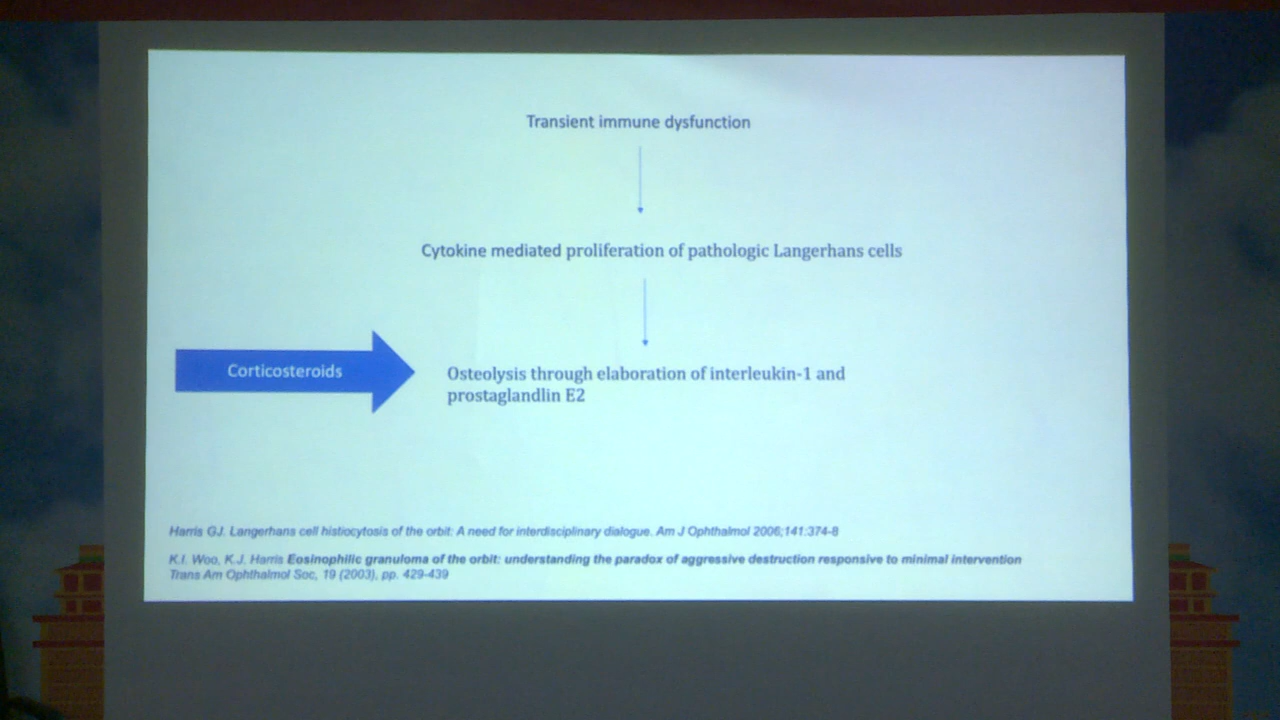 Transient immune dysfunction
Cytokine mediated proliferation of pathologic Langerhans cells
Corticosteroids
Osteolysis through elaboration of interleukin-1 and
prostaglandlin E2
Harris GJ. Langerhans cell histiocytosis of the orbit: A need for interdisciplinary dialogue. Am J Ophthalmol 2006;141:374-8
K.I. Woo, K.J. Harris Eosinophilic granuloma of the orbit: understanding the paradox of aggressive destruction responsive to minimal intervention
Trans Am Ophthalmol Soc, 19 (2003), pp. 429-439